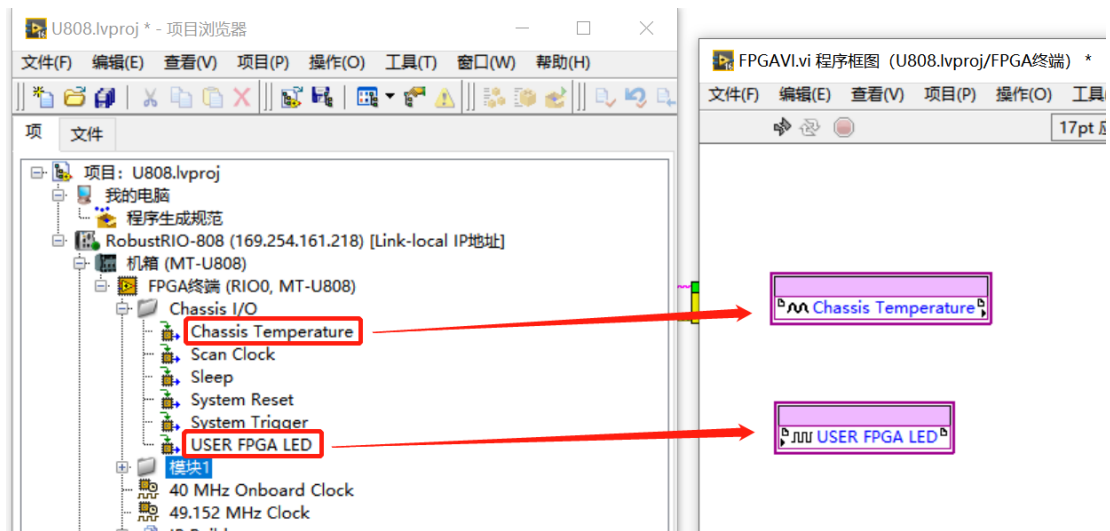 U808.lvproj * - 项目浏览器
文件(F) 编辑(E) 查看(V) 项目(P) 操作(O) 工具(T) 窗口(W) 帮助(H)
项 文件
项目：U808.lvproj
我的电脑
程序生成规范
RobustRIO-808 (169.254.161.218) [Link-local IP地址]
机箱 (MT-U808)
FPGA终端 (RIO0, MT-U808)
Chassis I/O
Chassis Temperature
Scan Clock
Sleep
System Reset
System Trigger
USER FPGA LED
模块1
40 MHz Onboard Clock
49.152 MHz Clock
FPGAVI.vi 程序框图（U808.lvproj/FPGA终端） *
文件(F) 编辑(E) 查看(V) 项目(P) 操作(O) 工具
17pt
Chassis Temperature
USER FPGA LED